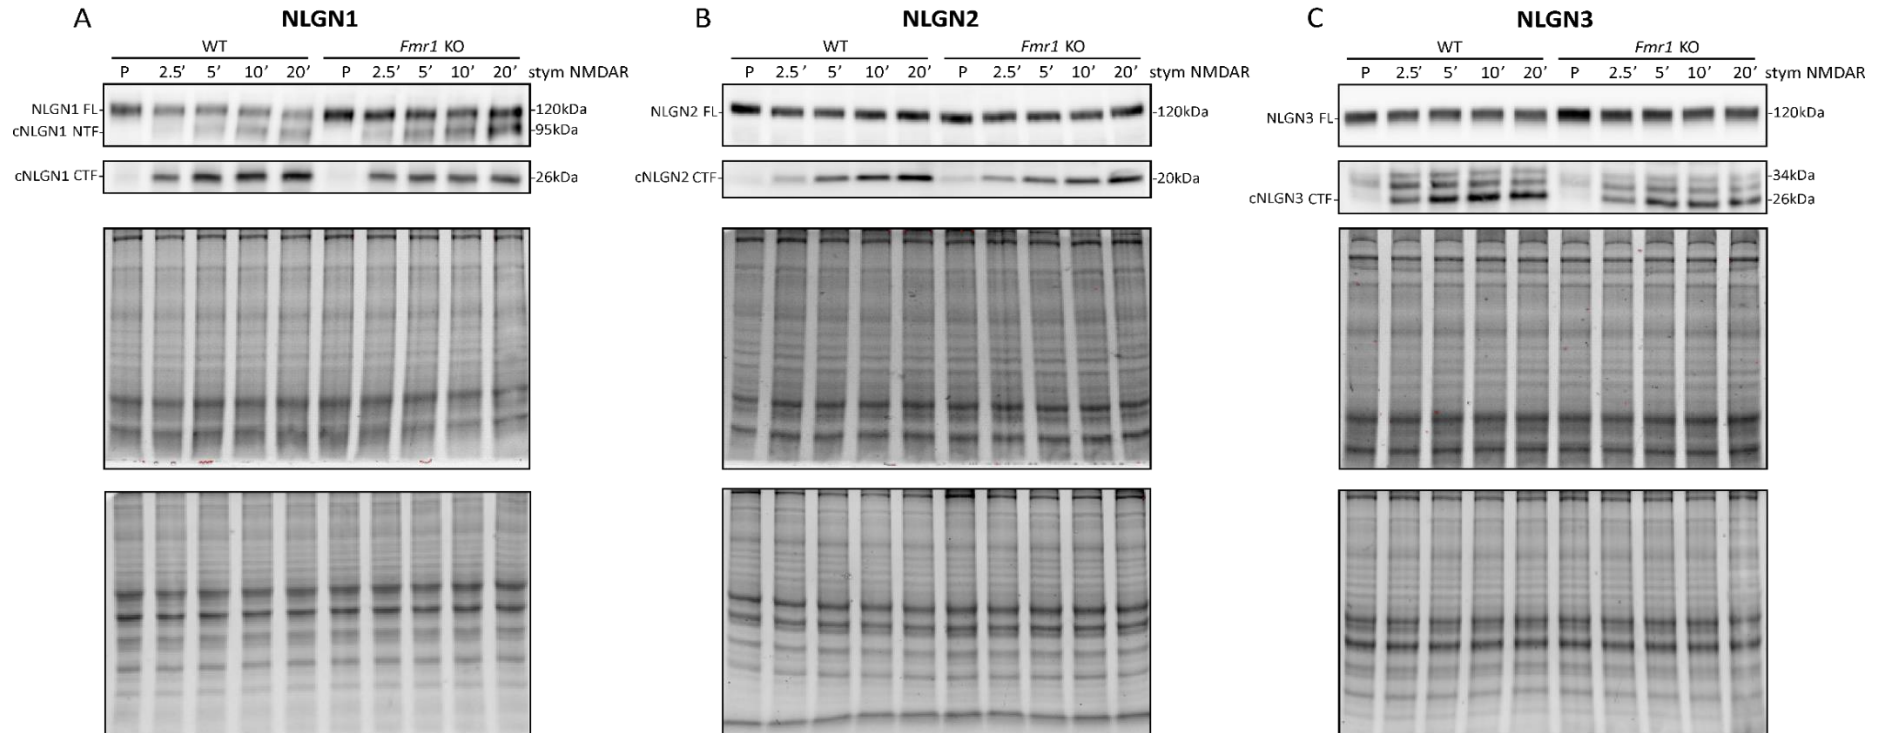 A NLGN1
WT Fmr1 KO
P 2.5’ 5’ 10’ 20’ P 2.5’ 5’ 10’ 20’ stym NMDAR
NLGN1 FL- -120kDa
cNLGN1 NTF- -95kDa
cNLGN1 CTF- -26kDa
B NLGN2
WT Fmr1 KO
P 2.5’ 5’ 10’ 20’ P 2.5’ 5’ 10’ 20’ stym NMDAR
NLGN2 FL- -120kDa
cNLGN2 CTF- -20kDa
C NLGN3
WT Fmr1 KO
P 2.5’ 5’ 10’ 20’ P 2.5’ 5’ 10’ 20’ stym NMDAR
NLGN3 FL- -120kDa
-34kDa
cNLGN3 CTF- -26kDa